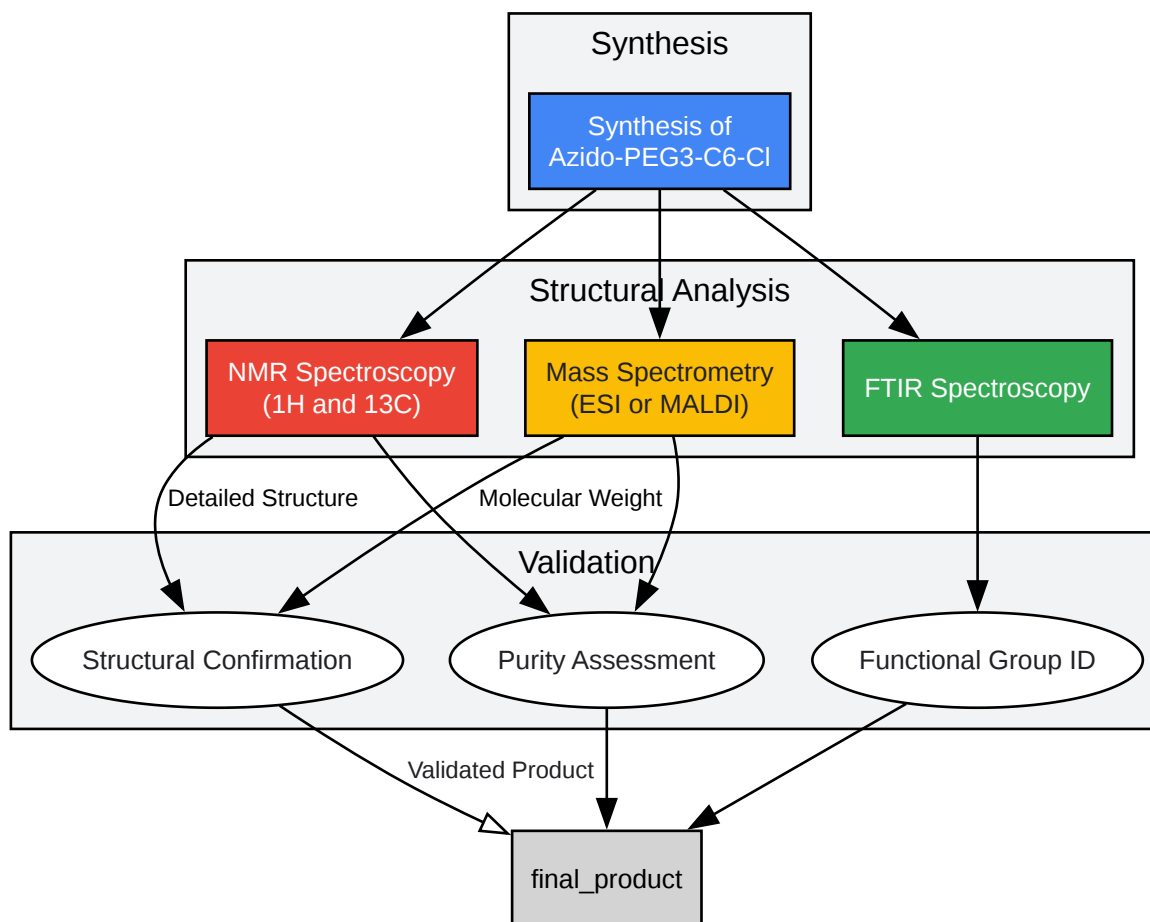 Synthesis
Synthesis of
Azido-PEG3-C6-Cl
Structural Analysis
NMR Spectroscopy
(1H and 13C)
Mass Spectrometry
(ESI or MALDI)
FTIR Spectroscopy
Detailed Structure
Molecular Weight
Validation
Structural Confirmation
Purity Assessment
Functional Group ID
Validated Product
final_product